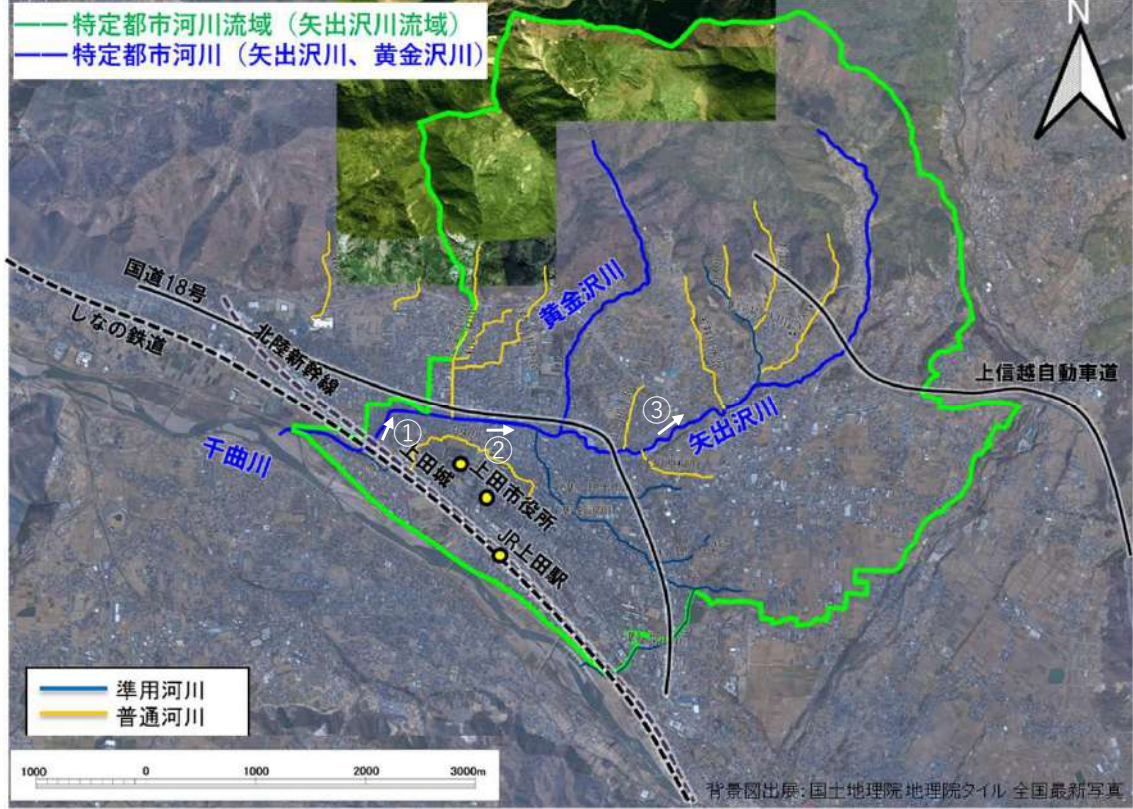 特定都市河川流域（矢出沢川流域）
特定都市河川（矢出沢川、黄金沢川）
N
国道18号
しなの鉄道
北陸新幹線
黄金沢川
上信越自動車道
①
②
③
矢出沢川
千曲川
上田城
上田市役所
JR上田駅
準用河川
普通河川
1000 0 1000 2000 3000m
背景図出展：国土地理院 地理院タイル 全国最新写真